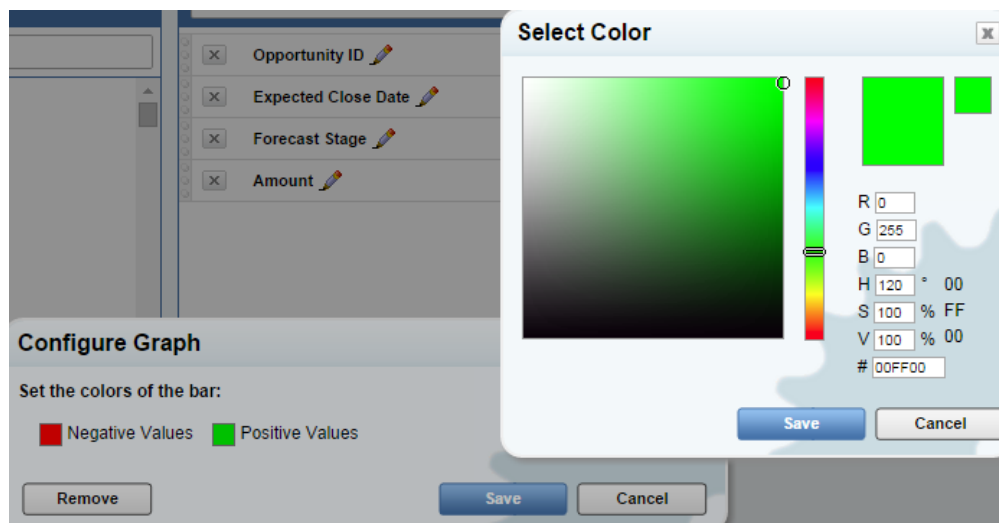 Opportunity ID
Expected Close Date
Forecast Stage
Amount
Configure Graph
Set the colors of the bar:
Negative Values Positive Values
Remove Save Cancel
Select Color
x
R 0
G 255
B 0
H 120 ° 00
S 100 % FF
V 100 % 00
# 00FF00
Save Cancel